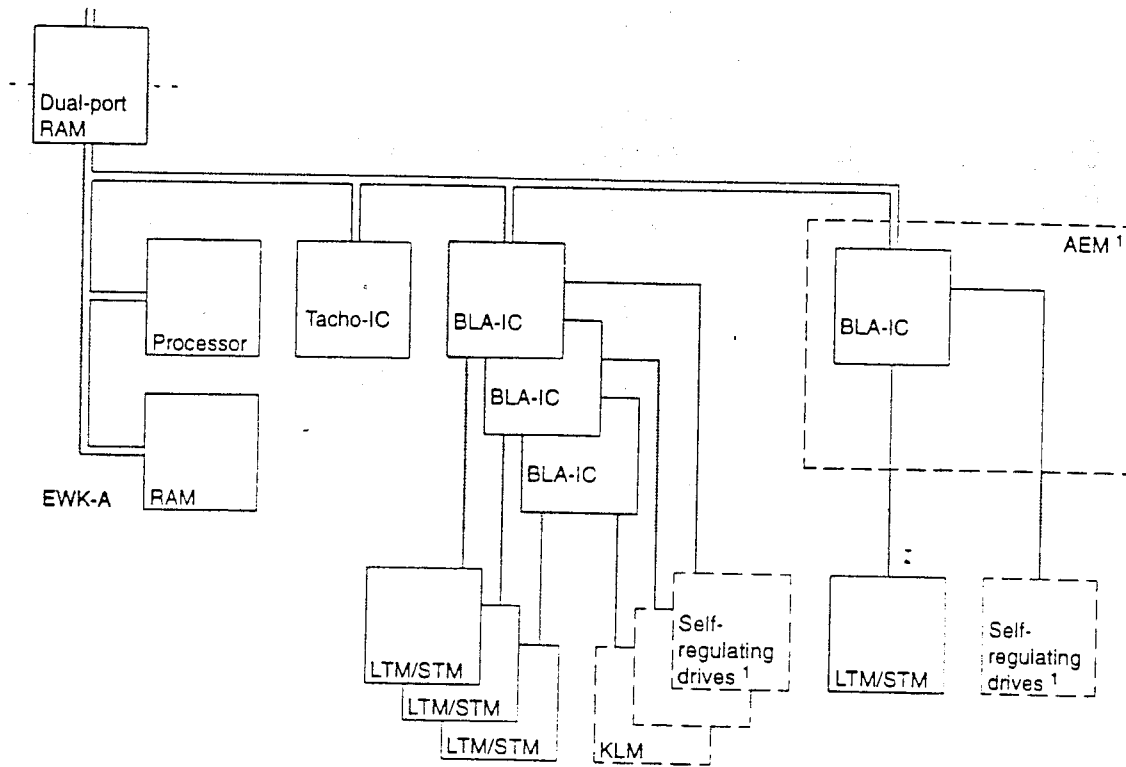 Dual-port
RAM
AEM 1
Processor
Tacho-IC
BLA-IC
BLA-IC
BLA-IC
BLA-IC
EWK-A
RAM
LTM/STM
LTM/STM
LTM/STM
Self-
regulating
drives 1
KLM
LTM/STM
Self-
regulating
drives 1